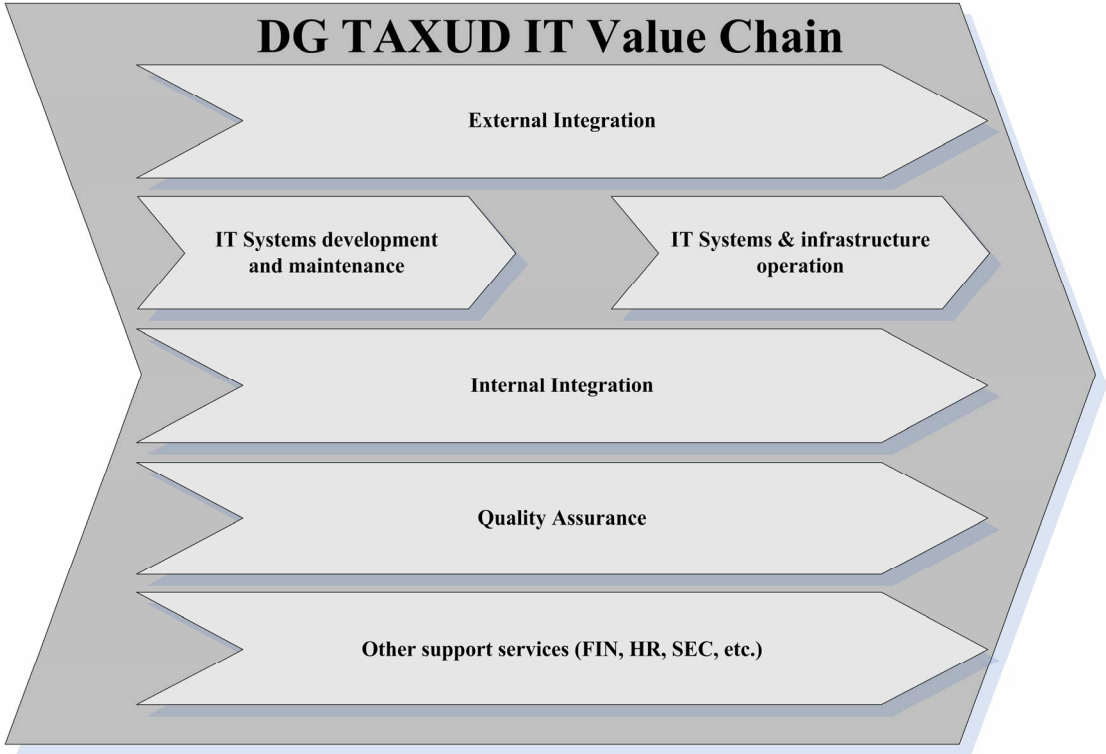 DG TAXUD IT Value Chain
External Integration
IT Systems development
and maintenance
IT Systems & infrastructure
operation
Internal Integration
Quality Assurance
Other support services (FIN, HR, SEC, etc.)